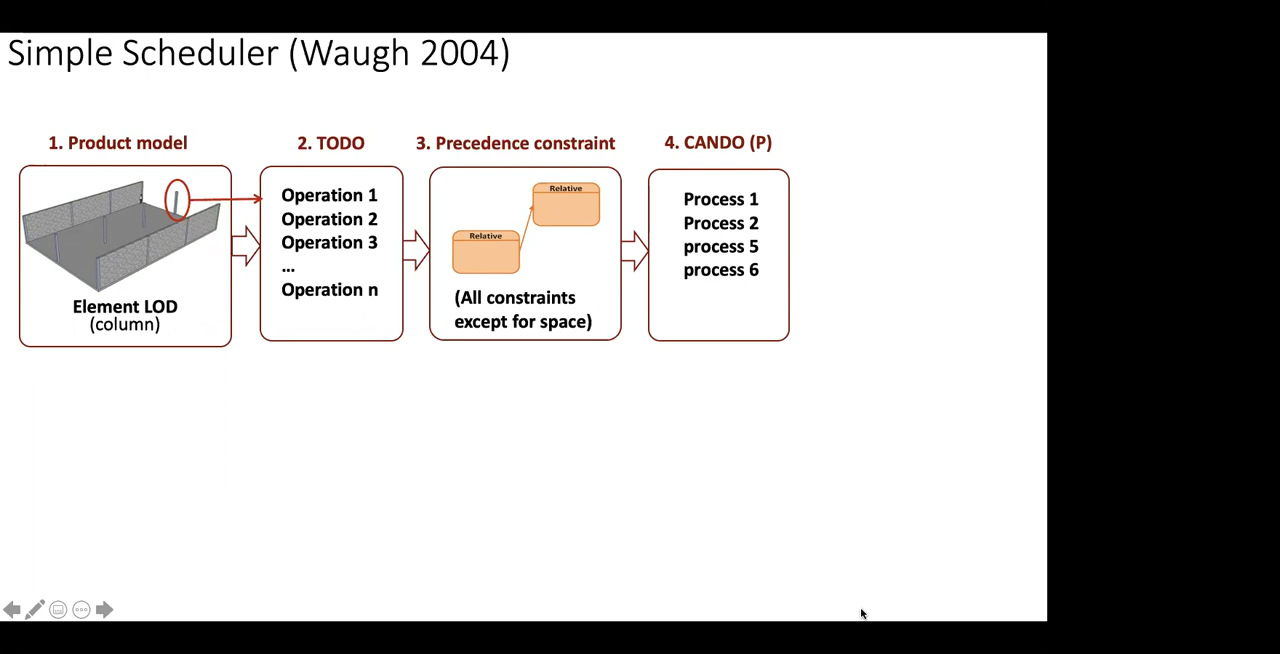 Simple Scheduler (Waugh 2004)
1. Product model
2. TODO
3. Precedence constraint
4. CANDO (P)
Element LOD
(column)
Operation 1
Operation 2
Operation 3
...
Operation n
Relative
Relative
(All constraints
except for space)
Process 1
Process 2
process 5
process 6